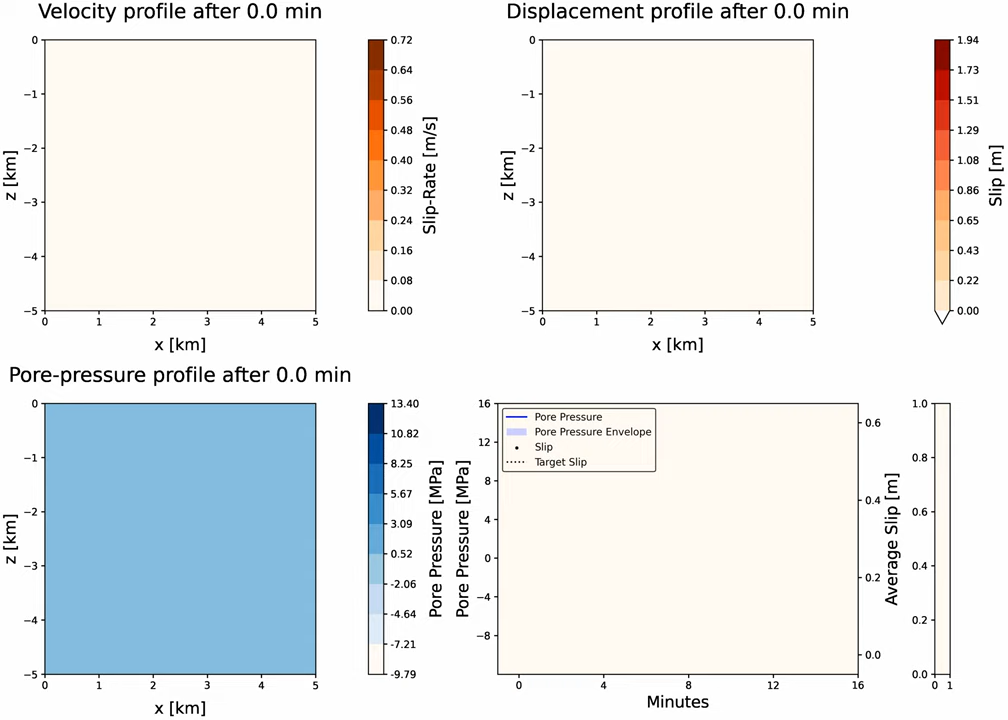 Velocity profile after 0.0 min
0
−1
−2
−3
−4
−5
z [km]
0 1 2 3 4 5
x [km]
0.72
0.64
0.56
0.48
0.40
0.32
0.24
0.16
0.08
0.00
Slip-Rate [m/s]
Displacement profile after 0.0 min
0
−1
−2
−3
−4
−5
z [km]
0 1 2 3 4 5
x [km]
1.94
1.73
1.51
1.29
1.08
0.86
0.65
0.43
0.22
0.00
Slip [m]
Pore-pressure profile after 0.0 min
0
−1
−2
−3
−4
−5
z [km]
0 1 2 3 4 5
x [km]
13.40
10.82
8.25
5.67
3.09
0.52
-2.06
-4.64
-7.21
-9.79
Pore Pressure [MPa]
Pore Pressure [MPa]
16
12
8
4
0
−4
−8
Pore Pressure
Pore Pressure Envelope
Slip
Target Slip
0 4 8 12 16
Minutes
0.6
0.4
0.2
0.0
Average Slip [m]
1.0
0.8
0.6
0.4
0.2
0.0
0 1